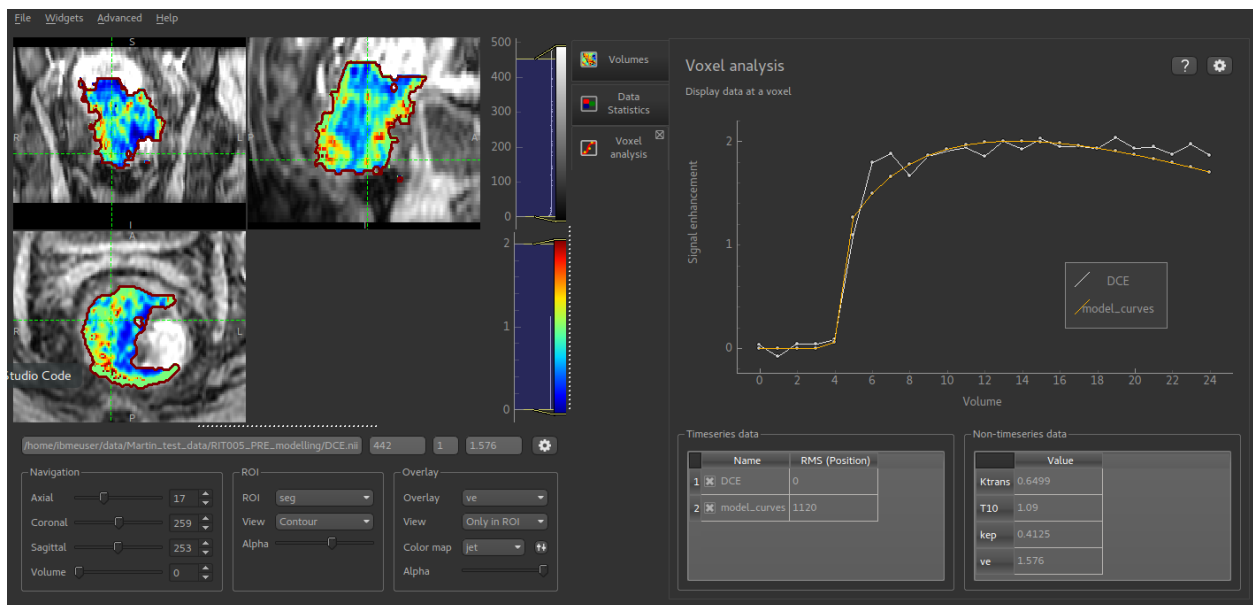 File Widgets Advanced Help
S
R L
I
P A
I
A
R L
P
Studio Code
500
400
300
200
100
0
2
1
0
Volumes
Data
Statistics
Voxel
analysis
Voxel analysis
?
Display data at a voxel
Signal enhancement
2
1
0
DCE
model_curves
0 2 4 6 8 10 12 14 16 18 20 22 24
Volume
/home/ibmeuser/data/Martin_test_data/RIT005_PRE_modelling/DCE.nii 442 1 1.576
Navigation
Axial 17
Coronal 259
Sagittal 253
Volume 0
ROI
ROI seg
View Contour
Alpha
Overlay
Overlay ve
View Only in ROI
Color map jet
Alpha
Timeseries data
Name RMS (Position)
1 DCE 0
2 model_curves 1120
Non-timeseries data
Value
Ktrans 0.6499
T10 1.09
kep 0.4125
ve 1.576